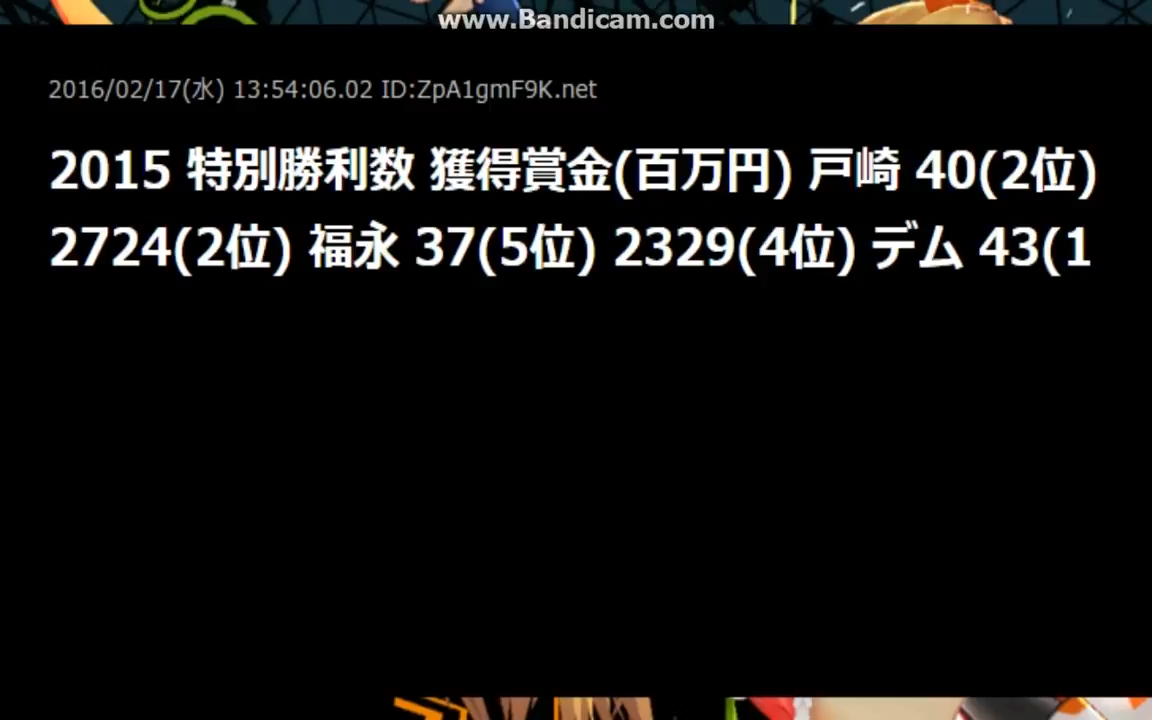 www.Bandicam.com
2016/02/17(水) 13:54:06.02 ID:ZpA1gmF9K.net
2015 特別勝利数 獲得賞金(百万円) 戸崎 40(2位)
2724(2位) 福永 37(5位) 2329(4位) デム 43(1